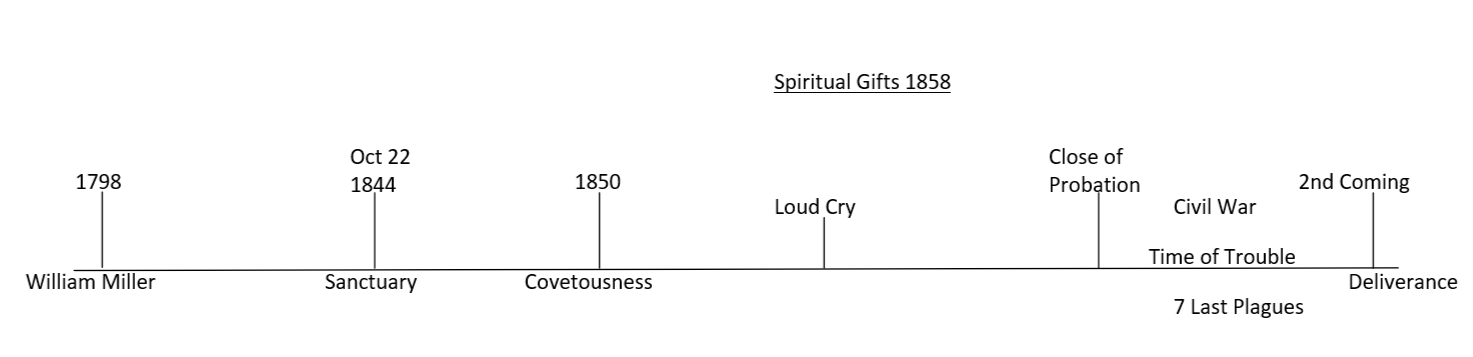 Spiritual Gifts 1858
1798
Oct 22
1844
1850
Loud Cry
Close of
Probation
Civil War
2nd Coming
Time of Trouble
William Miller
Sanctuary
Covetousness
Deliverance
7 Last Plagues